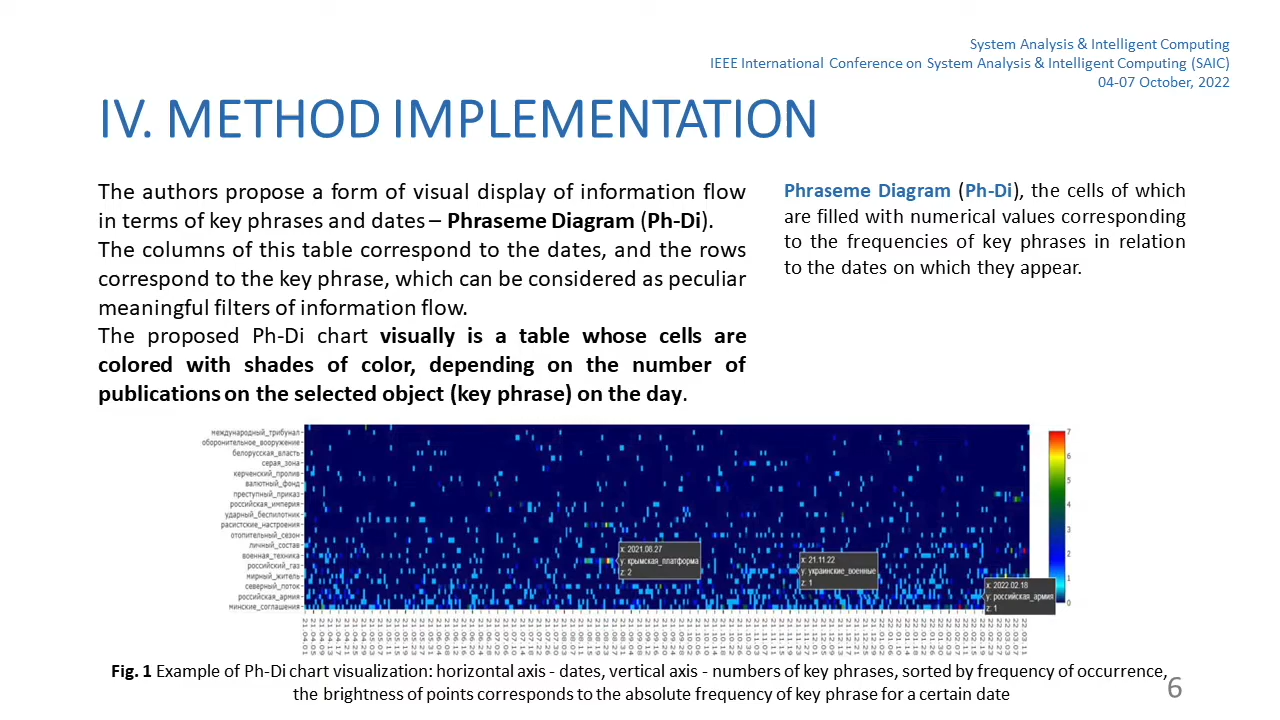 System Analysis & Intelligent Computing
IEEE International Conference on System Analysis & Intelligent Computing (SAIC)
04-07 October, 2022
IV. METHOD IMPLEMENTATION
The authors propose a form of visual display of information flow
in terms of key phrases and dates – Phraseme Diagram (Ph-Di).
The columns of this table correspond to the dates, and the rows
correspond to the key phrase, which can be considered as peculiar
meaningful filters of information flow.
The proposed Ph-Di chart visually is a table whose cells are
colored with shades of color, depending on the number of
publications on the selected object (key phrase) on the day.
Phraseme Diagram (Ph-Di), the cells of which
are filled with numerical values corresponding
to the frequencies of key phrases in relation
to the dates on which they appear.
международный_трибунал
оборонительное_вооружение
белорусская_власть
серая_зона
керченский_пролив
валютный_фонд
преступный_приказ
российская_империя
ударный_беспилотник
расистские_настроения
отопительный_сезон
личный_состав
военная_техника
российский_газ
мирный_житель
северный_поток
российская_армия
минские_соглашения
x: 2021.08.27
y: крымская_платформа
z: 2
x: 21.11.22
y: украинские_военные
z: 1
x: 2022.02.18
y: российская_армия
z: 1
7
6
5
4
3
2
1
0
Fig. 1 Example of Ph-Di chart visualization: horizontal axis - dates, vertical axis - numbers of key phrases, sorted by frequency of occurrence,
the brightness of points corresponds to the absolute frequency of key phrase for a certain date
6